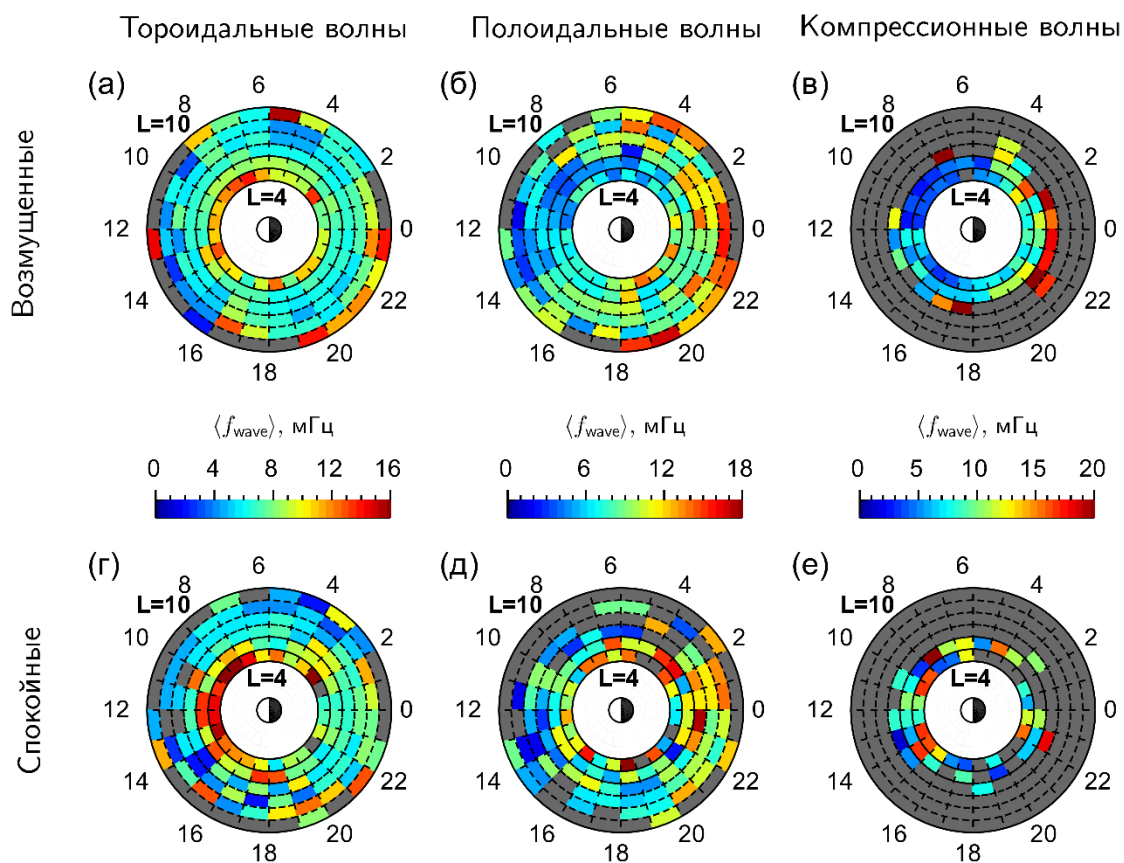 Тороидальные волны
Полоидальные волны
Компрессионные волны
Возмущенные
(а)
6
8
4
L=10
10
2
L=4
12
0
14
22
16
20
18
(б)
6
8
4
L=10
10
2
L=4
12
0
14
22
16
20
18
(в)
6
8
4
L=10
10
2
L=4
12
0
14
22
16
20
18
⟨f_wave⟩, мГц
0 4 8 12 16
⟨f_wave⟩, мГц
0 6 12 18
⟨f_wave⟩, мГц
0 5 10 15 20
Спокойные
(г)
6
8
4
L=10
10
2
L=4
12
0
14
22
16
20
18
(д)
6
8
4
L=10
10
2
L=4
12
0
14
22
16
20
18
(е)
6
8
4
L=10
10
2
L=4
12
0
14
22
16
20
18